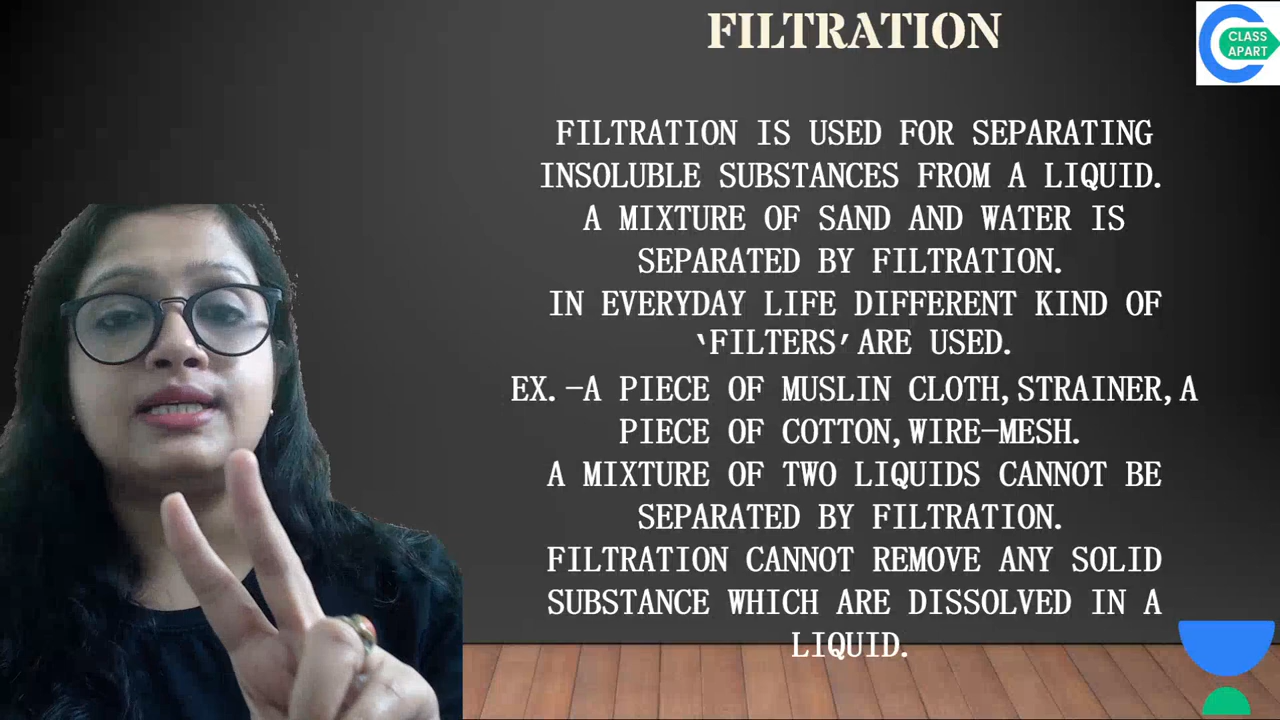 FILTRATION
CLASS
APART
FILTRATION IS USED FOR SEPARATING
INSOLUBLE SUBSTANCES FROM A LIQUID.
A MIXTURE OF SAND AND WATER IS
SEPARATED BY FILTRATION.
IN EVERYDAY LIFE DIFFERENT KIND OF
‵FILTERS′ARE USED.
EX.-A PIECE OF MUSLIN CLOTH,STRAINER,A
PIECE OF COTTON,WIRE-MESH.
A MIXTURE OF TWO LIQUIDS CANNOT BE
SEPARATED BY FILTRATION.
FILTRATION CANNOT REMOVE ANY SOLID
SUBSTANCE WHICH ARE DISSOLVED IN A
LIQUID.